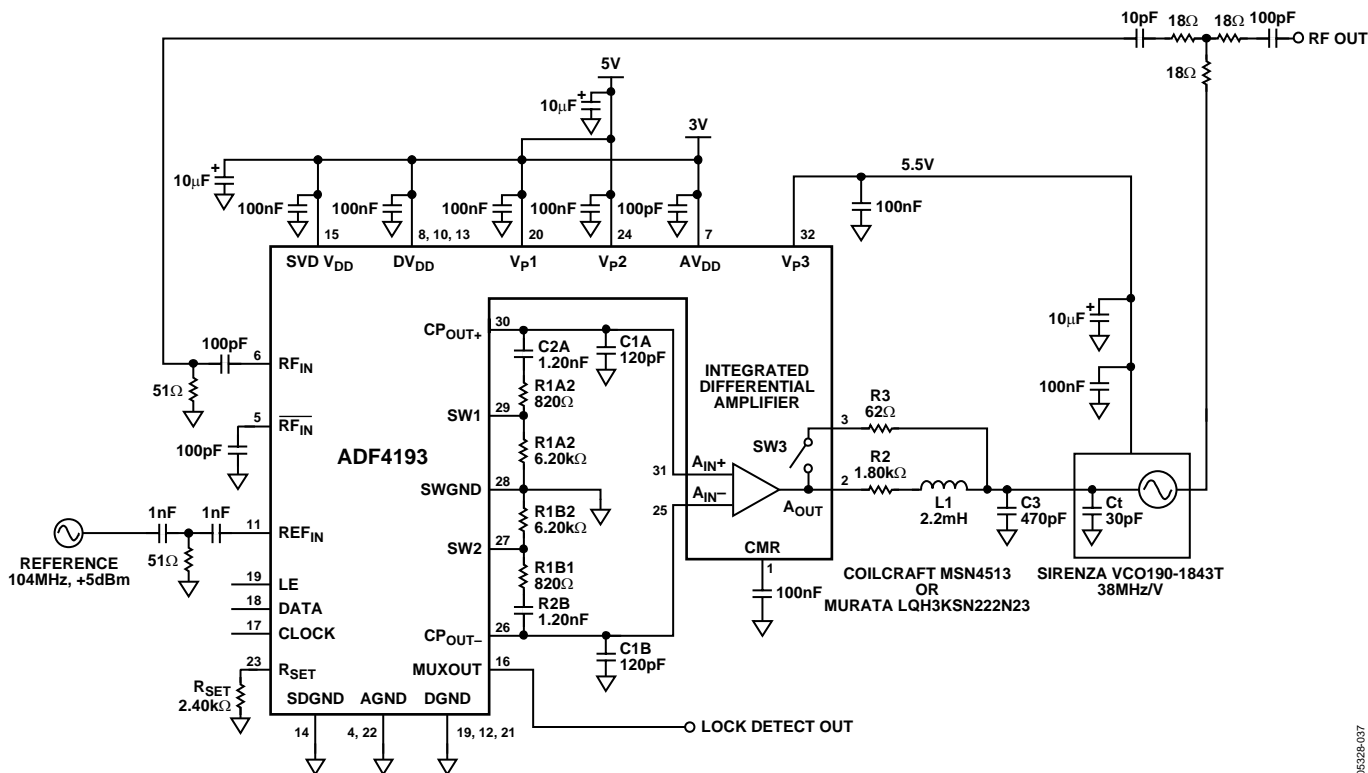 10pF
18Ω
18Ω
100pF
RF OUT
18Ω
5V
10µF
+
3V
10µF
+
5.5V
100nF
100nF
100nF
100nF
100pF
100nF
15
8, 10, 13
20
24
7
32
SVD VDD
DVDD
VP1
VP2
AVDD
VP3
10µF
+
100nF
CPOUT+
30
C2A
1.20nF
C1A
120pF
100pF
6
RFIN
51Ω
INTEGRATED
DIFFERENTIAL
AMPLIFIER
R1A2
820Ω
SW1
29
R3
62Ω
3
5
RFIN
100pF
ADF4193
R1A2
6.20kΩ
SW3
R2
1.80kΩ
31
AIN+
2
SWGND
28
25
AIN–
AOUT
L1
2.2mH
C3
470pF
Ct
30pF
R1B2
6.20kΩ
1nF
1nF
11
REFIN
SW2
27
REFERENCE
104MHz, +5dBm
51Ω
CMR
1
R1B1
820Ω
COILCRAFT MSN4513
OR
MURATA LQH3KSN222N23
SIRENZA VCO190-1843T
38MHz/V
19
LE
18
DATA
17
CLOCK
R2B
1.20nF
100nF
CPOUT–
26
C1B
120pF
23
RSET
MUXOUT
16
RSET
2.40kΩ
SDGND
AGND
DGND
14
4, 22
19, 12, 21
LOCK DETECT OUT
05328-037